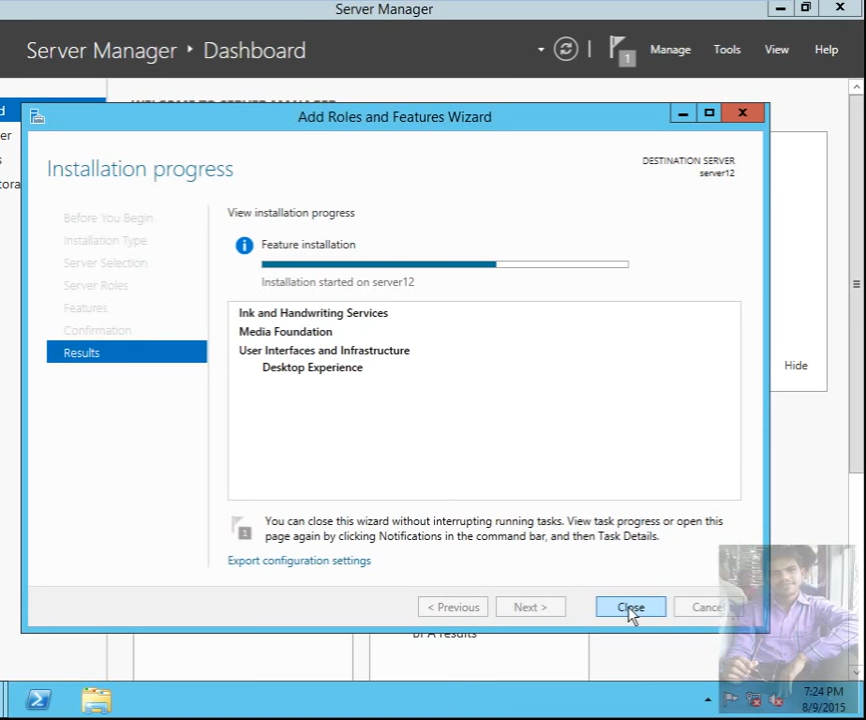 Server Manager
Server Manager ‣ Dashboard
1
Manage
Tools
View
Help
Add Roles and Features Wizard
Installation progress
DESTINATION SERVER
server12
Before You Begin
Installation Type
Server Selection
Server Roles
Features
Confirmation
Results
View installation progress
Feature installation
Installation started on server12
Ink and Handwriting Services
Media Foundation
User Interfaces and Infrastructure
Desktop Experience
Hide
1
You can close this wizard without interrupting running tasks. View task progress or open this
page again by clicking Notifications in the command bar, and then Task Details.
Export configuration settings
< Previous
Next >
Close
Cancel
BPA results
7:24 PM
8/9/2015